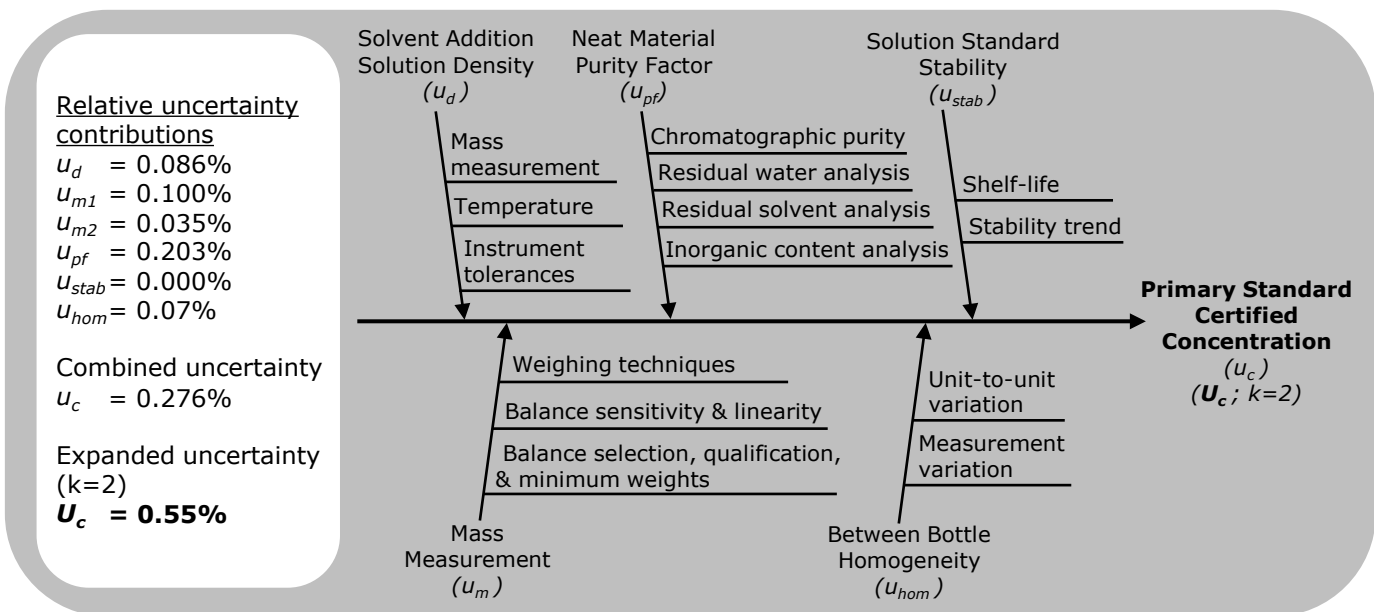 Relative uncertainty
contributions
u_d = 0.086%
u_m1 = 0.100%
u_m2 = 0.035%
u_pf = 0.203%
u_stab = 0.000%
u_hom = 0.07%
Combined uncertainty
u_c = 0.276%
Expanded uncertainty
(k=2)
U_c = 0.55%
Solvent Addition
Solution Density
(u_d)
Mass
measurement
Temperature
Instrument
tolerances
Neat Material
Purity Factor
(u_pf)
Chromatographic purity
Residual water analysis
Residual solvent analysis
Inorganic content analysis
Solution Standard
Stability
(u_stab)
Shelf-life
Stability trend
Weighing techniques
Balance sensitivity & linearity
Balance selection, qualification,
& minimum weights
Mass
Measurement
(u_m)
Unit-to-unit
variation
Measurement
variation
Between Bottle
Homogeneity
(u_hom)
Primary Standard
Certified
Concentration
(u_c)
(U_c; k=2)